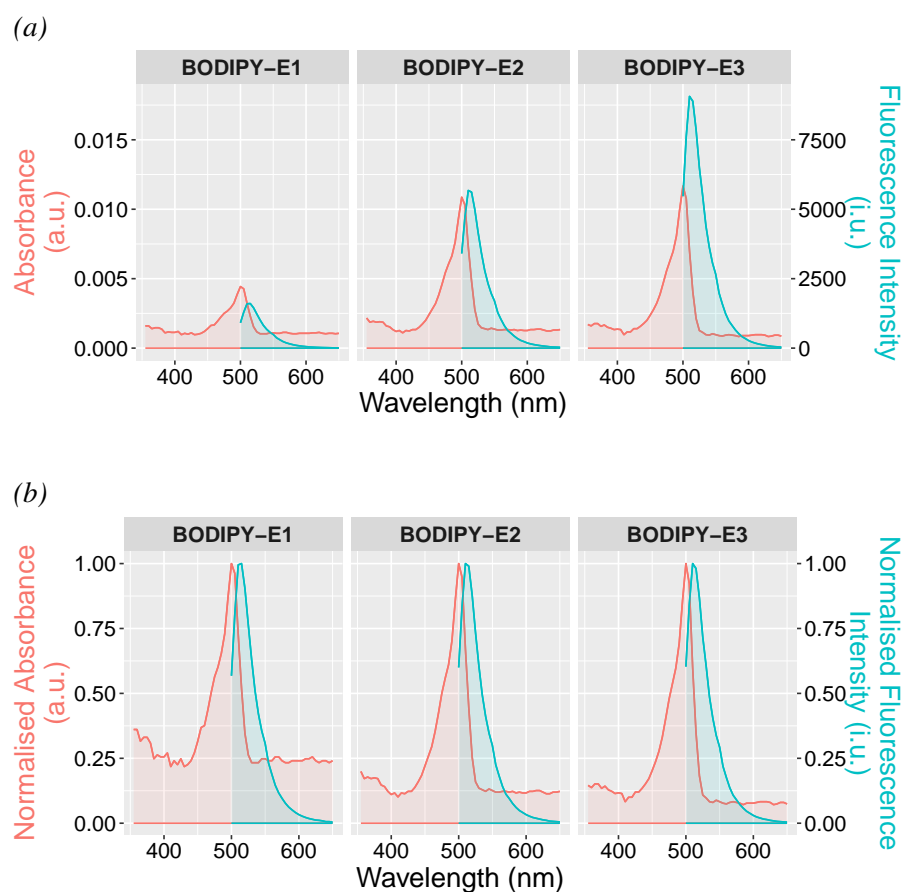 (a)
BODIPY−E1 BODIPY−E2 BODIPY−E3
Absorbance
(a.u.)
0.015
0.010
0.005
0.000
7500
5000
2500
0
Fluorescence Intensity
(i.u.)
400 500 600 400 500 600 400 500 600
Wavelength (nm)
(b)
BODIPY−E1 BODIPY−E2 BODIPY−E3
Normalised Absorbance
(a.u.)
1.00
0.75
0.50
0.25
0.00
1.00
0.75
0.50
0.25
0.00
Normalised Fluorescence
Intensity (i.u.)
400 500 600 400 500 600 400 500 600
Wavelength (nm)